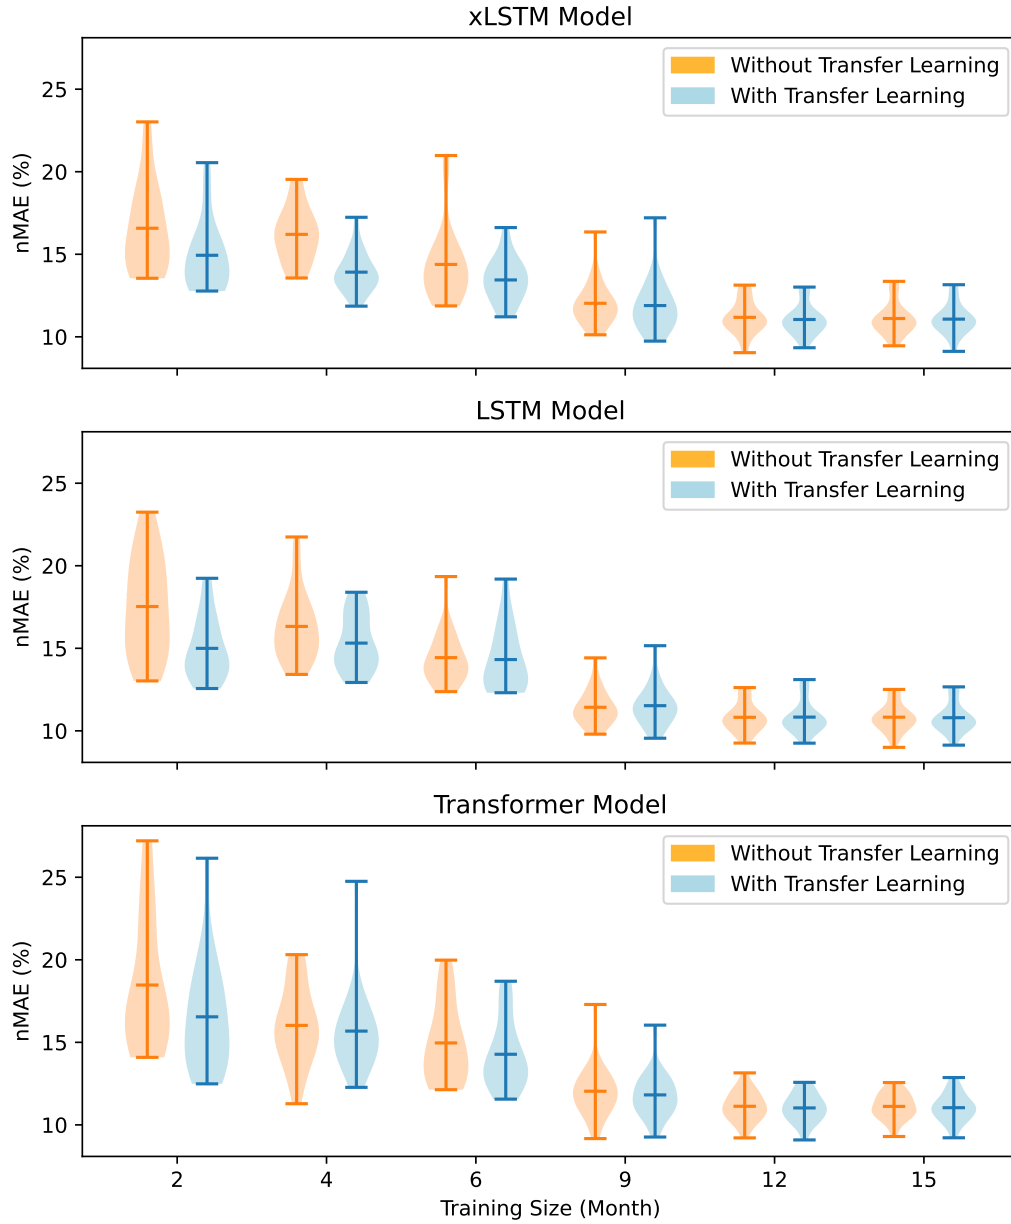 xLSTM Model
Without Transfer Learning
With Transfer Learning
nMAE (%)
25
20
15
10
LSTM Model
Without Transfer Learning
With Transfer Learning
nMAE (%)
25
20
15
10
Transformer Model
Without Transfer Learning
With Transfer Learning
nMAE (%)
25
20
15
10
2 4 6 9 12 15
Training Size (Month)